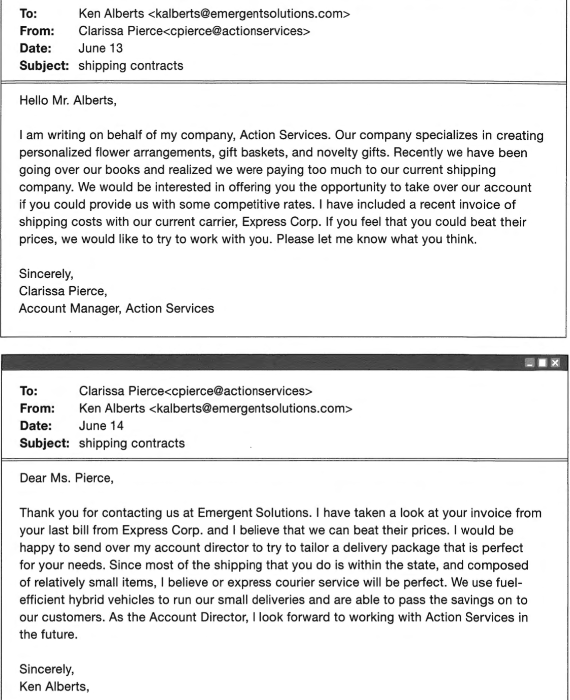 To: Ken Alberts <kalberts@emergentsolutions.com>
From: Clarissa Pierce<cpierce@actionservices>
Date: June 13
Subject: shipping contracts
Hello Mr. Alberts,
I am writing on behalf of my company, Action Services. Our company specializes in creating
personalized flower arrangements, gift baskets, and novelty gifts. Recently we have been
going over our books and realized we were paying too much to our current shipping
company. We would be interested in offering you the opportunity to take over our account
if you could provide us with some competitive rates. I have included a recent invoice of
shipping costs with our current carrier, Express Corp. If you feel that you could beat their
prices, we would like to try to work with you. Please let me know what you think.
Sincerely,
Clarissa Pierce,
Account Manager, Action Services
To: Clarissa Pierce<cpierce@actionservices>
From: Ken Alberts <kalberts@emergentsolutions.com>
Date: June 14
Subject: shipping contracts
Dear Ms. Pierce,
Thank you for contacting us at Emergent Solutions. I have taken a look at your invoice from
your last bill from Express Corp. and I believe that we can beat their prices. I would be
happy to send over my account director to try to tailor a delivery package that is perfect
for your needs. Since most of the shipping that you do is within the state, and composed
of relatively small items, I believe or express courier service will be perfect. We use fuel-
efficient hybrid vehicles to run our small deliveries and are able to pass the savings on to
our customers. As the Account Director, I look forward to working with Action Services in
the future.
Sincerely,
Ken Alberts,